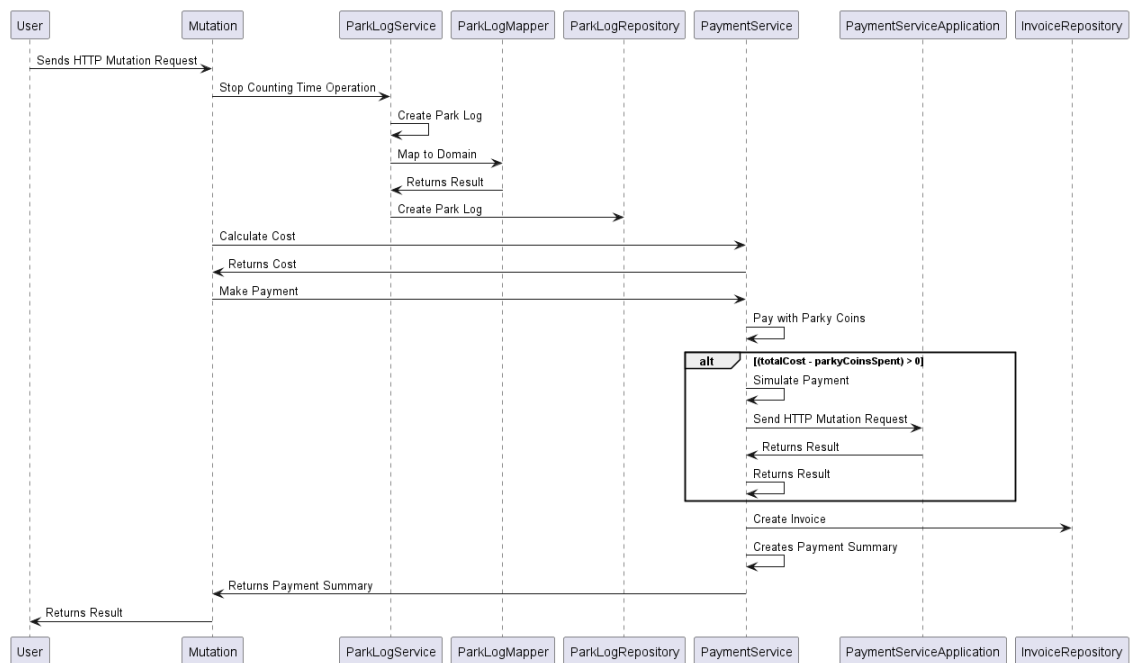 User Mutation ParkLogService ParkLogMapper ParkLogRepository PaymentService PaymentServiceApplication InvoiceRepository
Sends HTTP Mutation Request
Stop Counting Time Operation
Create Park Log
Map to Domain
Returns Result
Create Park Log
Calculate Cost
Returns Cost
Make Payment
Pay with Parky Coins
alt [(totalCost - parkyCoinsSpent) > 0]
Simulate Payment
Send HTTP Mutation Request
Returns Result
Returns Result
Create Invoice
Creates Payment Summary
Returns Payment Summary
Returns Result
User Mutation ParkLogService ParkLogMapper ParkLogRepository PaymentService PaymentServiceApplication InvoiceRepository